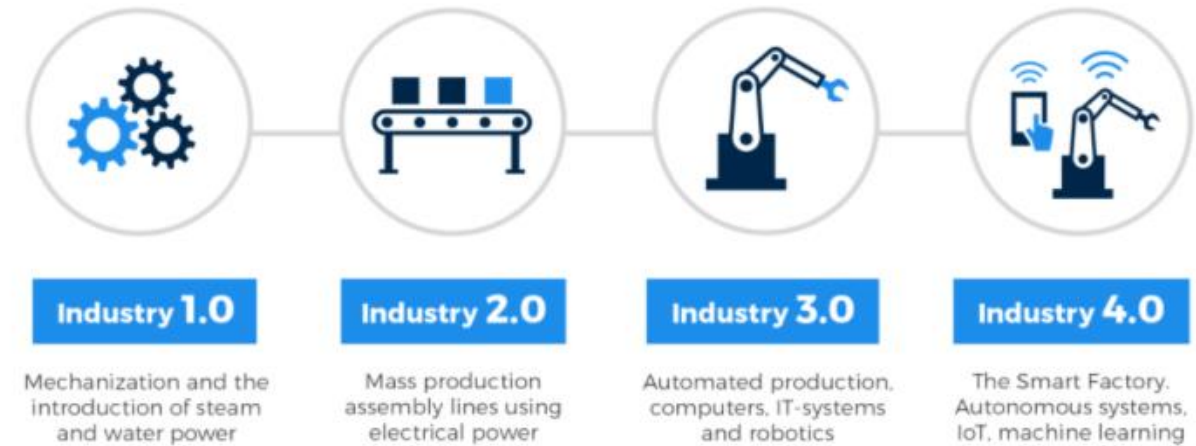 Industry 1.0
Mechanization and the
introduction of steam
and water power
Industry 2.0
Mass production
assembly lines using
electrical power
Industry 3.0
Automated production,
computers, IT-systems
and robotics
Industry 4.0
The Smart Factory.
Autonomous systems,
IoT, machine learning